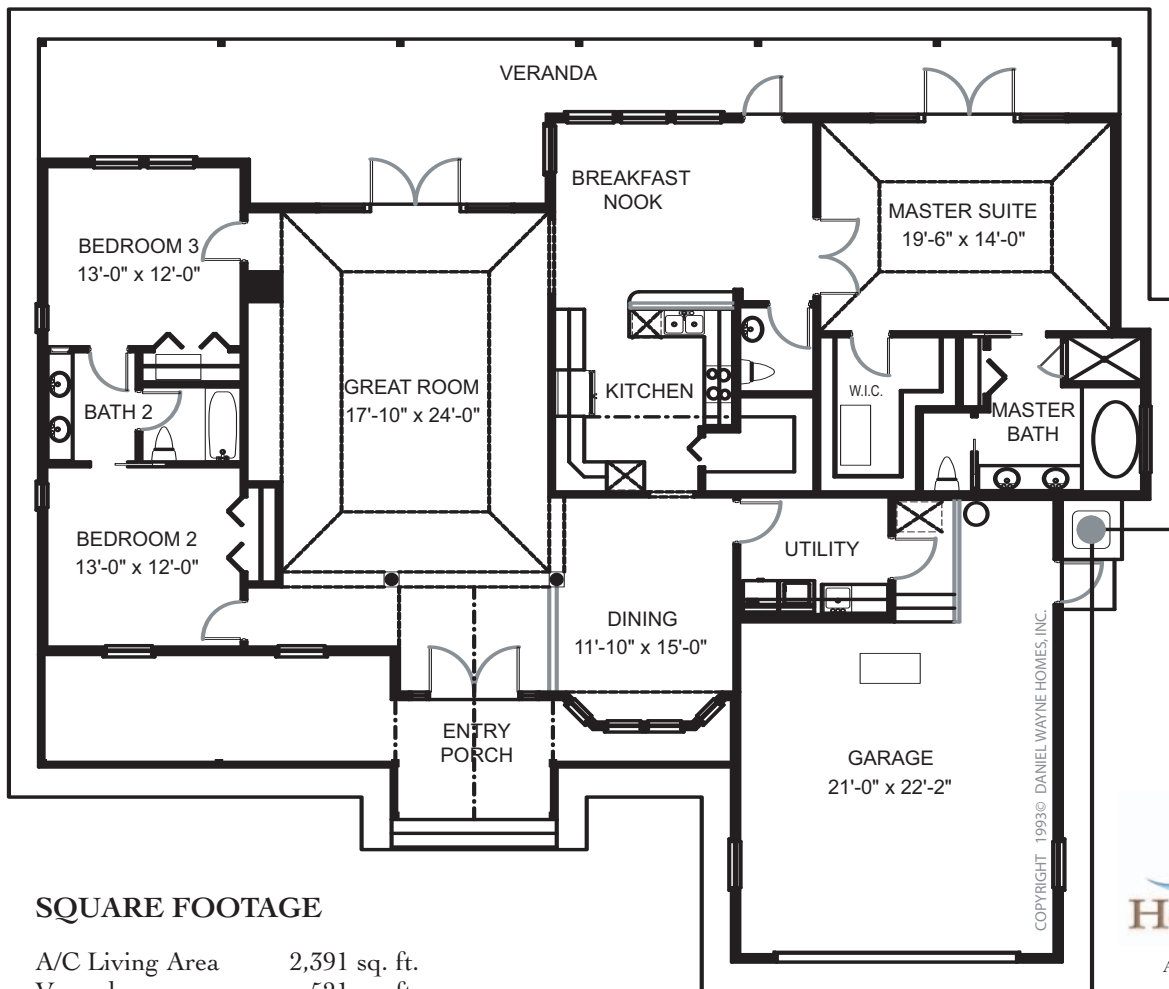 VERANDA
BREAKFAST
NOOK
MASTER SUITE
19'-6" x 14'-0"
BEDROOM 3
13'-0" x 12'-0"
GREAT ROOM
17'-10" x 24'-0"
KITCHEN
W.I.C.
BATH 2
MASTER
BATH
BEDROOM 2
13'-0" x 12'-0"
UTILITY
DINING
11'-10" x 15'-0"
ENTRY
PORCH
GARAGE
21'-0" x 22'-2"
COPYRIGHT 1993© DANIEL WAYNE HOMES, INC.
SQUARE FOOTAGE
A/C Living Area 2,391 sq. ft.